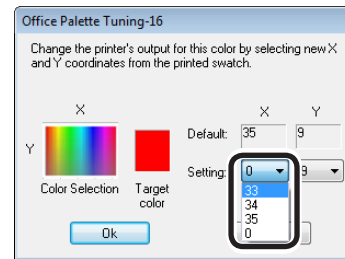 Office Palette Tuning-16
Change the printer's output for this color by selecting new X
and Y coordinates from the printed swatch.
X
X Y
Default: 35 9
Y
Setting: 0 9
33
34
35
0
Color Selection
Target
color
Ok